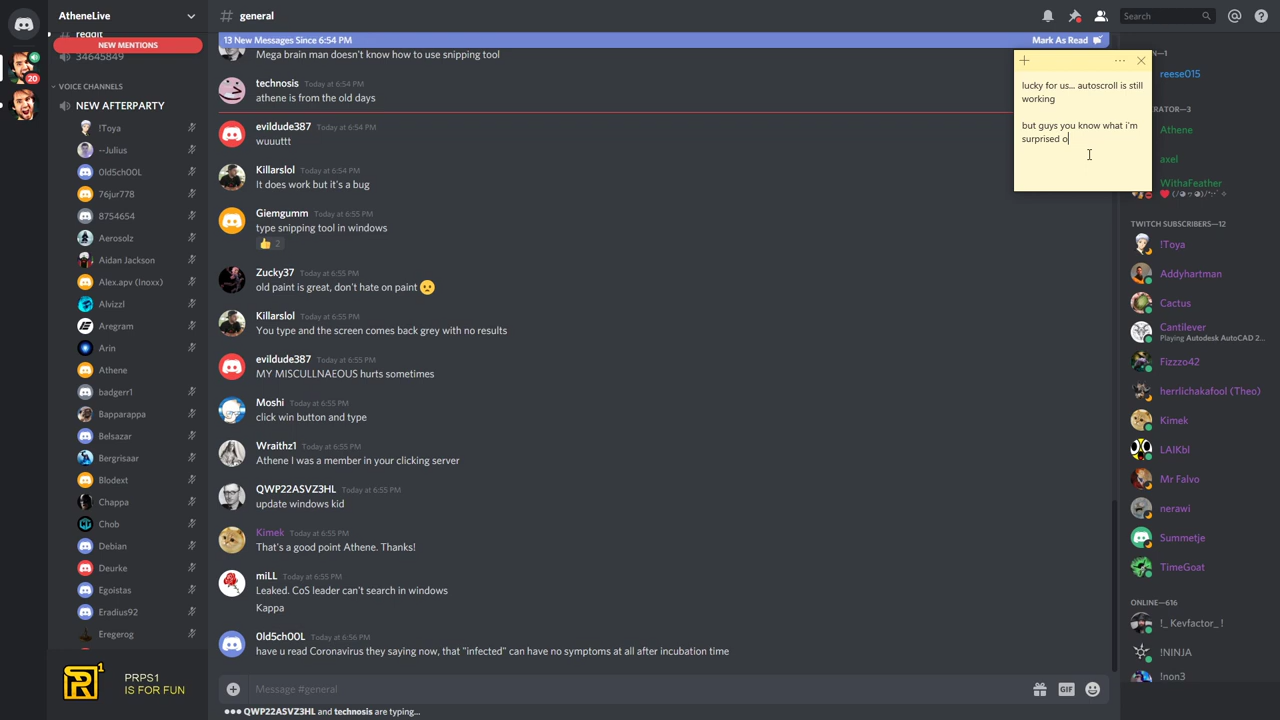 AtheneLive
general
Search
reddit
NEW MENTIONS
34645849
VOICE CHANNELS
NEW AFTERPARTY
!Toya
--Julius
0ld5ch00L
76jur778
8754654
Aerosolz
Aidan Jackson
Alex.apv (Inoxx)
Alvizzl
Aregram
Arin
Athene
badgerr1
Bapparappa
Belsazar
Bergrisaar
Blodext
Chappa
Chob
Debian
Deurke
Egoistas
Eradius92
Eregerog
20
PRPS1
IS FOR FUN
13 New Messages Since 6:54 PM
Mark As Read
Mega brain man doesn't know how to use snipping tool
technosis Today at 6:54 PM
athene is from the old days
evildude387 Today at 6:54 PM
wuuuttt
Killarslol Today at 6:54 PM
It does work but it's a bug
Giemgumm Today at 6:55 PM
type snipping tool in windows
👍 2
Zucky37 Today at 6:55 PM
old paint is great, don't hate on paint 😟
Killarslol Today at 6:55 PM
You type and the screen comes back grey with no results
evildude387 Today at 6:55 PM
MY MISCULLNAEOUS hurts sometimes
Moshi Today at 6:55 PM
click win button and type
Wraithz1 Today at 6:55 PM
Athene I was a member in your clicking server
QWP22ASVZ3HL Today at 6:55 PM
update windows kid
Kimek Today at 6:55 PM
That's a good point Athene. Thanks!
miLL Today at 6:55 PM
Leaked. CoS leader can't search in windows
Kappa
0ld5ch00L Today at 6:56 PM
have u read Coronavirus they saying now, that "infected" can have no symptoms at all after incubation time
Message #general
GIF
QWP22ASVZ3HL and technosis are typing...
lucky for us... autoscroll is still
working
but guys you know what i'm
surprised o
reese015
ERATOR—3
Athene
axel
WithaFeather
TWITCH SUBSCRIBERS—12
!Toya
Addyhartman
Cactus
Cantilever
Playing Autodesk AutoCAD 2...
Fizzzo42
herrlichakafool (Theo)
Kimek
LAIKbl
Mr Falvo
nerawi
Summetje
TimeGoat
ONLINE—616
!_ Kevfactor_ !
!NINJA
!non3